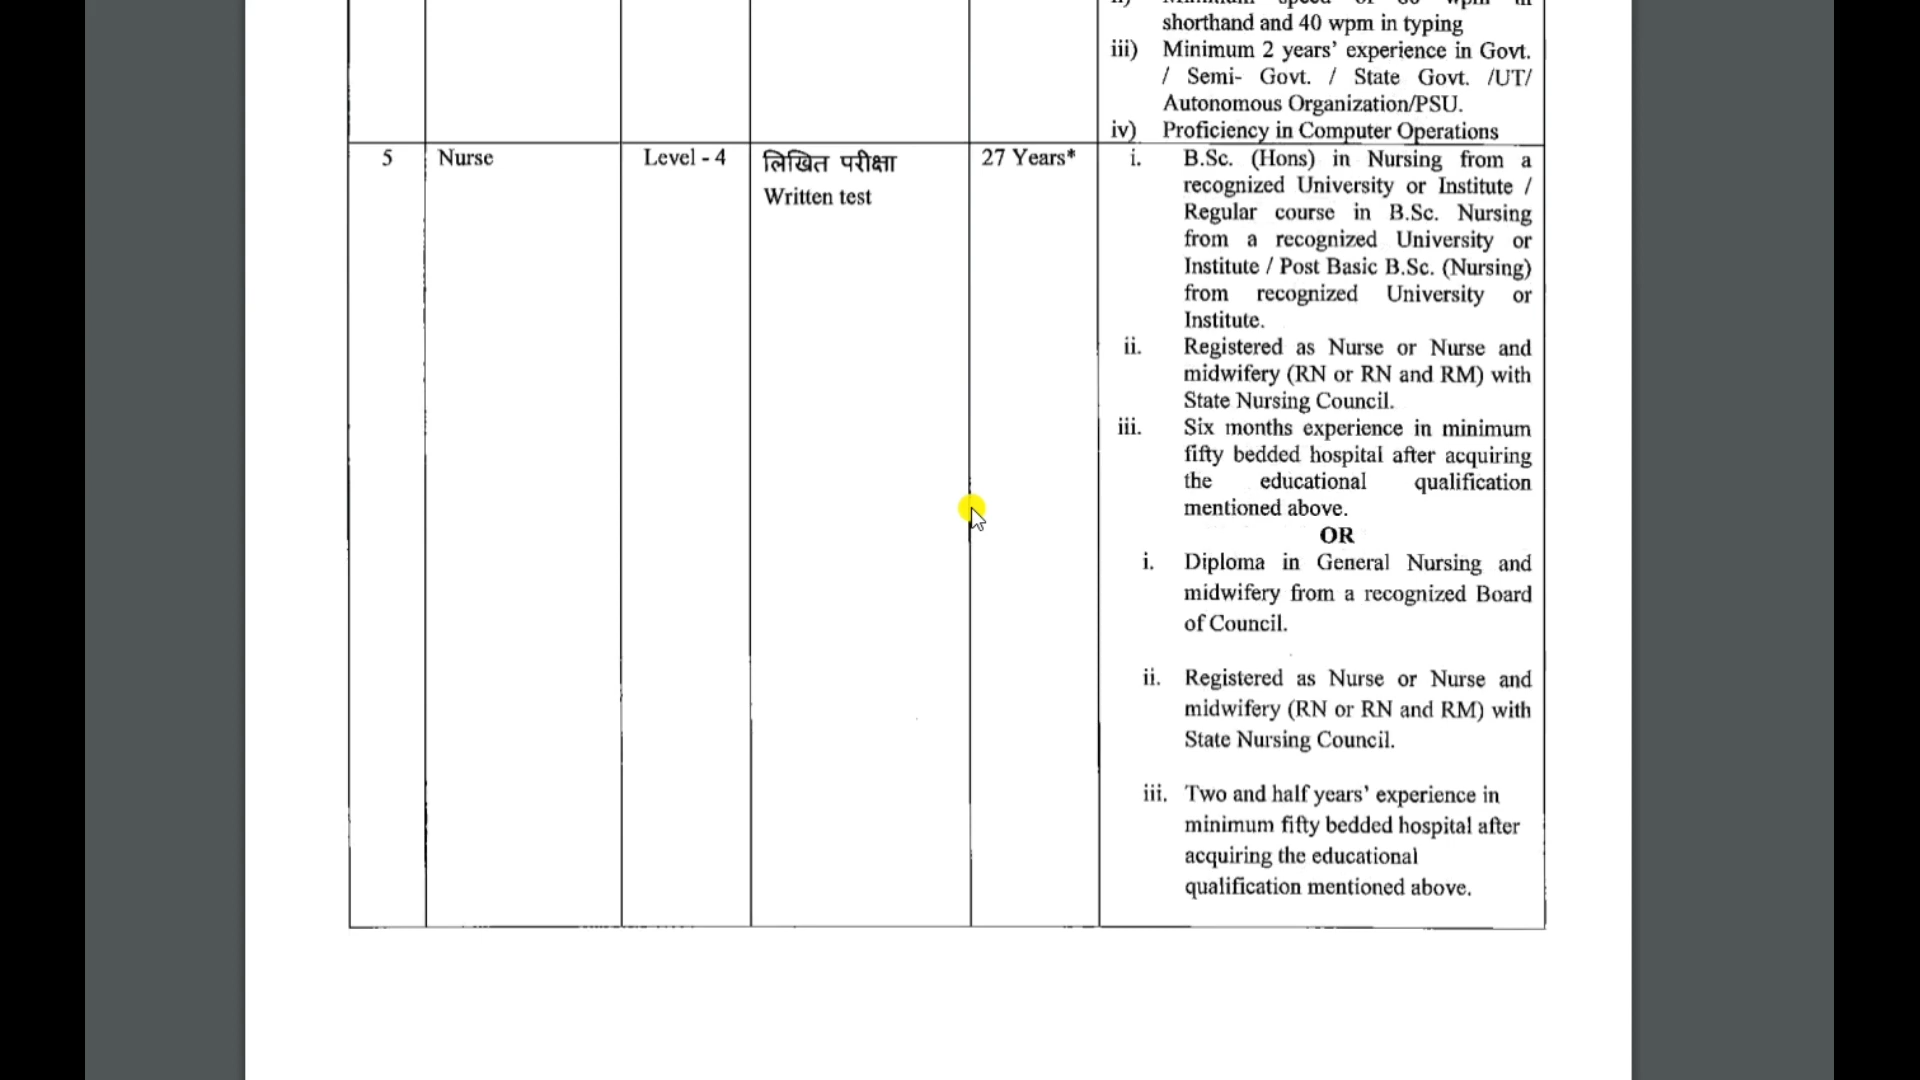 shorthand and 40 wpm in typing
iii) Minimum 2 years’ experience in Govt.
/ Semi- Govt. / State Govt. /UT/
Autonomous Organization/PSU.
iv) Proficiency in Computer Operations
5 Nurse Level - 4 लिखित परीक्षा 27 Years* i. B.Sc. (Hons) in Nursing from a
recognized University or Institute /
Written test
Regular course in B.Sc. Nursing
from a recognized University or
Institute / Post Basic B.Sc. (Nursing)
from recognized University or
Institute.
ii. Registered as Nurse or Nurse and
midwifery (RN or RN and RM) with
State Nursing Council.
iii. Six months experience in minimum
fifty bedded hospital after acquiring
the educational qualification
mentioned above.
OR
i. Diploma in General Nursing and
midwifery from a recognized Board
of Council.
ii. Registered as Nurse or Nurse and
midwifery (RN or RN and RM) with
State Nursing Council.
iii. Two and half years’ experience in
minimum fifty bedded hospital after
acquiring the educational
qualification mentioned above.